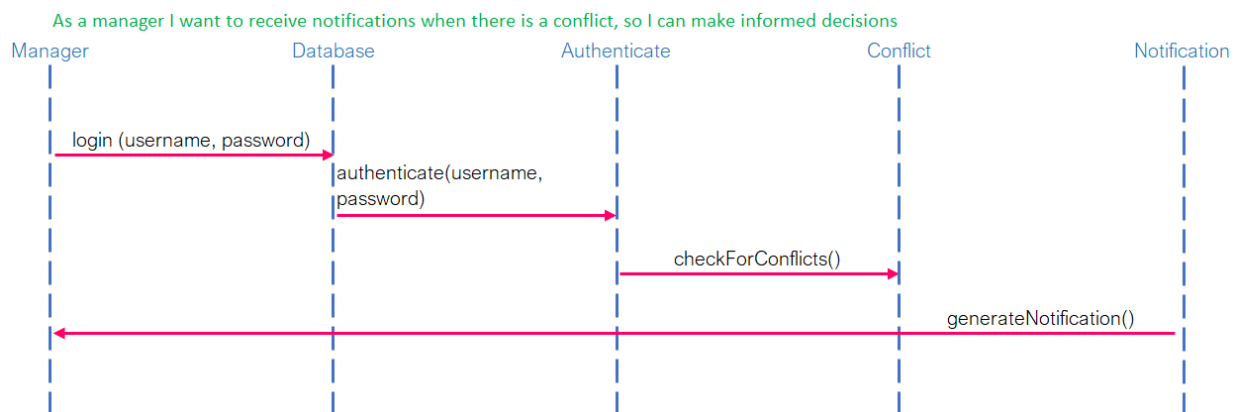 As a manager I want to receive notifications when there is a conflict, so I can make informed decisions
Manager
Database
Authenticate
Conflict
Notification
login (username, password)
authenticate(username,
password)
checkForConflicts()
generateNotification()